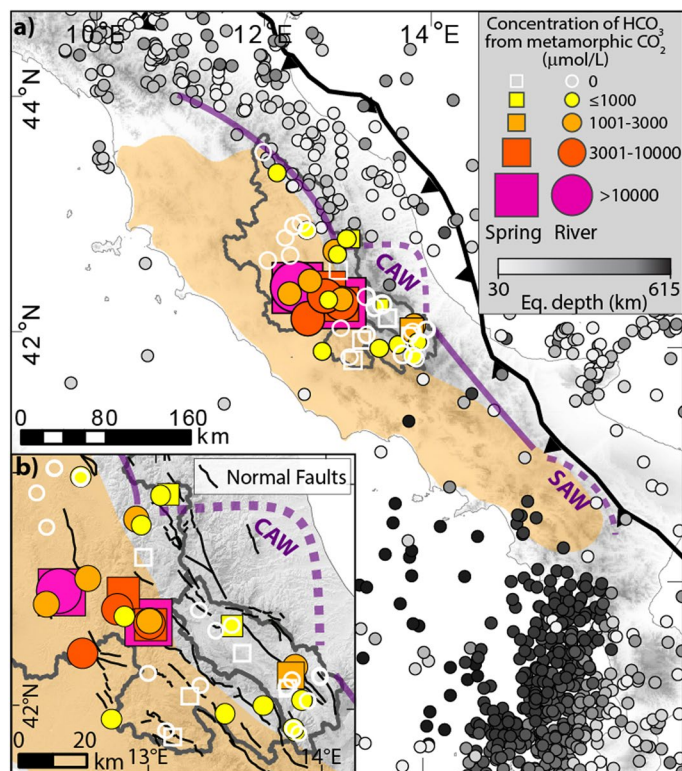 a)
10°E
12°E
14°E
44°N
42°N
Concentration of HCO₃
from metamorphic CO₂
(μmol/L)
0
≤1000
1001-3000
3001-10000
>10000
Spring River
30 615
Eq. depth (km)
CAW
SAW
0 80 160
km
b)
Normal Faults
CAW
42°N
0 20
km
13°E
14°E